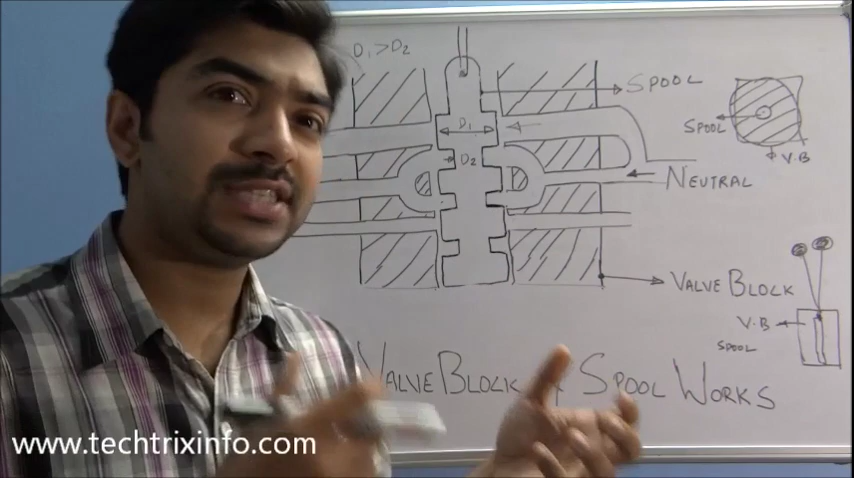 D1>D2
SPOOL
D1
SPOOL
V.B
D2
NEUTRAL
VALVE BLOCK
V.B
SPOOL
VALVE BLOCK & SPOOL WORKS
www.techtrixinfo.com